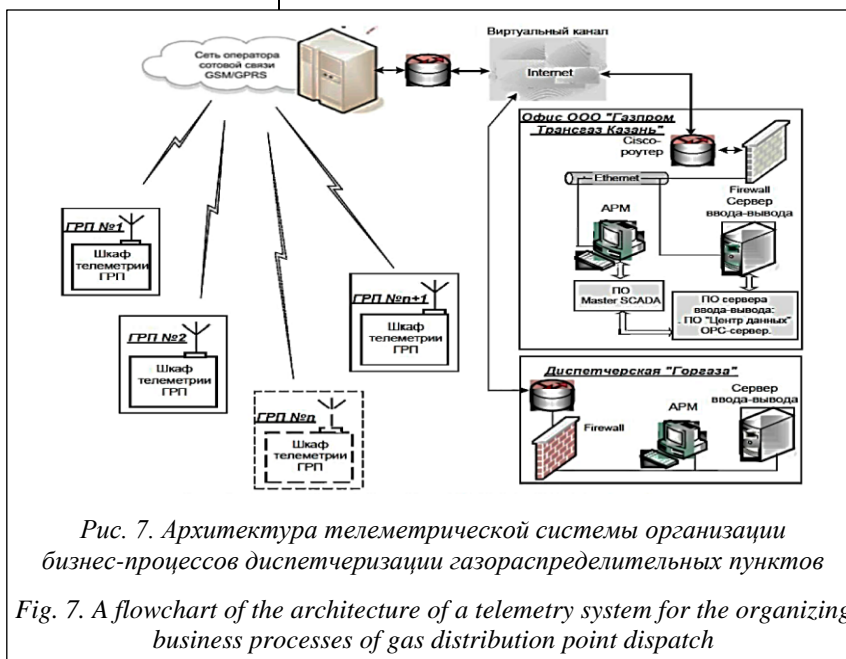 Сеть оператора
сотовой связи
GSM/GPRS
Виртуальный канал
Internet
Офис ООО "Газпром
Трансгаз Казань"
Cisco-
роутер
Ethernet
Firewall
АРМ
Сервер
ввода-вывода
ПО
Master SCADA
ПО сервера
ввода-вывода:
. ПО "Центр данных"
ОРС-сервер.
ГРП №1
Шкаф
телеметрии
ГРП
ГРП №2
Шкаф
телеметрии
ГРП
ГРП №n
Шкаф
телеметрии
ГРП
ГРП №n+1
Шкаф
телеметрии
ГРП
Диспетчерская "Горгаза"
Firewall
АРМ
Сервер
ввода-вывода
Рис. 7. Архитектура телеметрической системы организации
бизнес-процессов диспетчеризации газораспределительных пунктов
Fig. 7. A flowchart of the architecture of a telemetry system for the organizing
business processes of gas distribution point dispatch